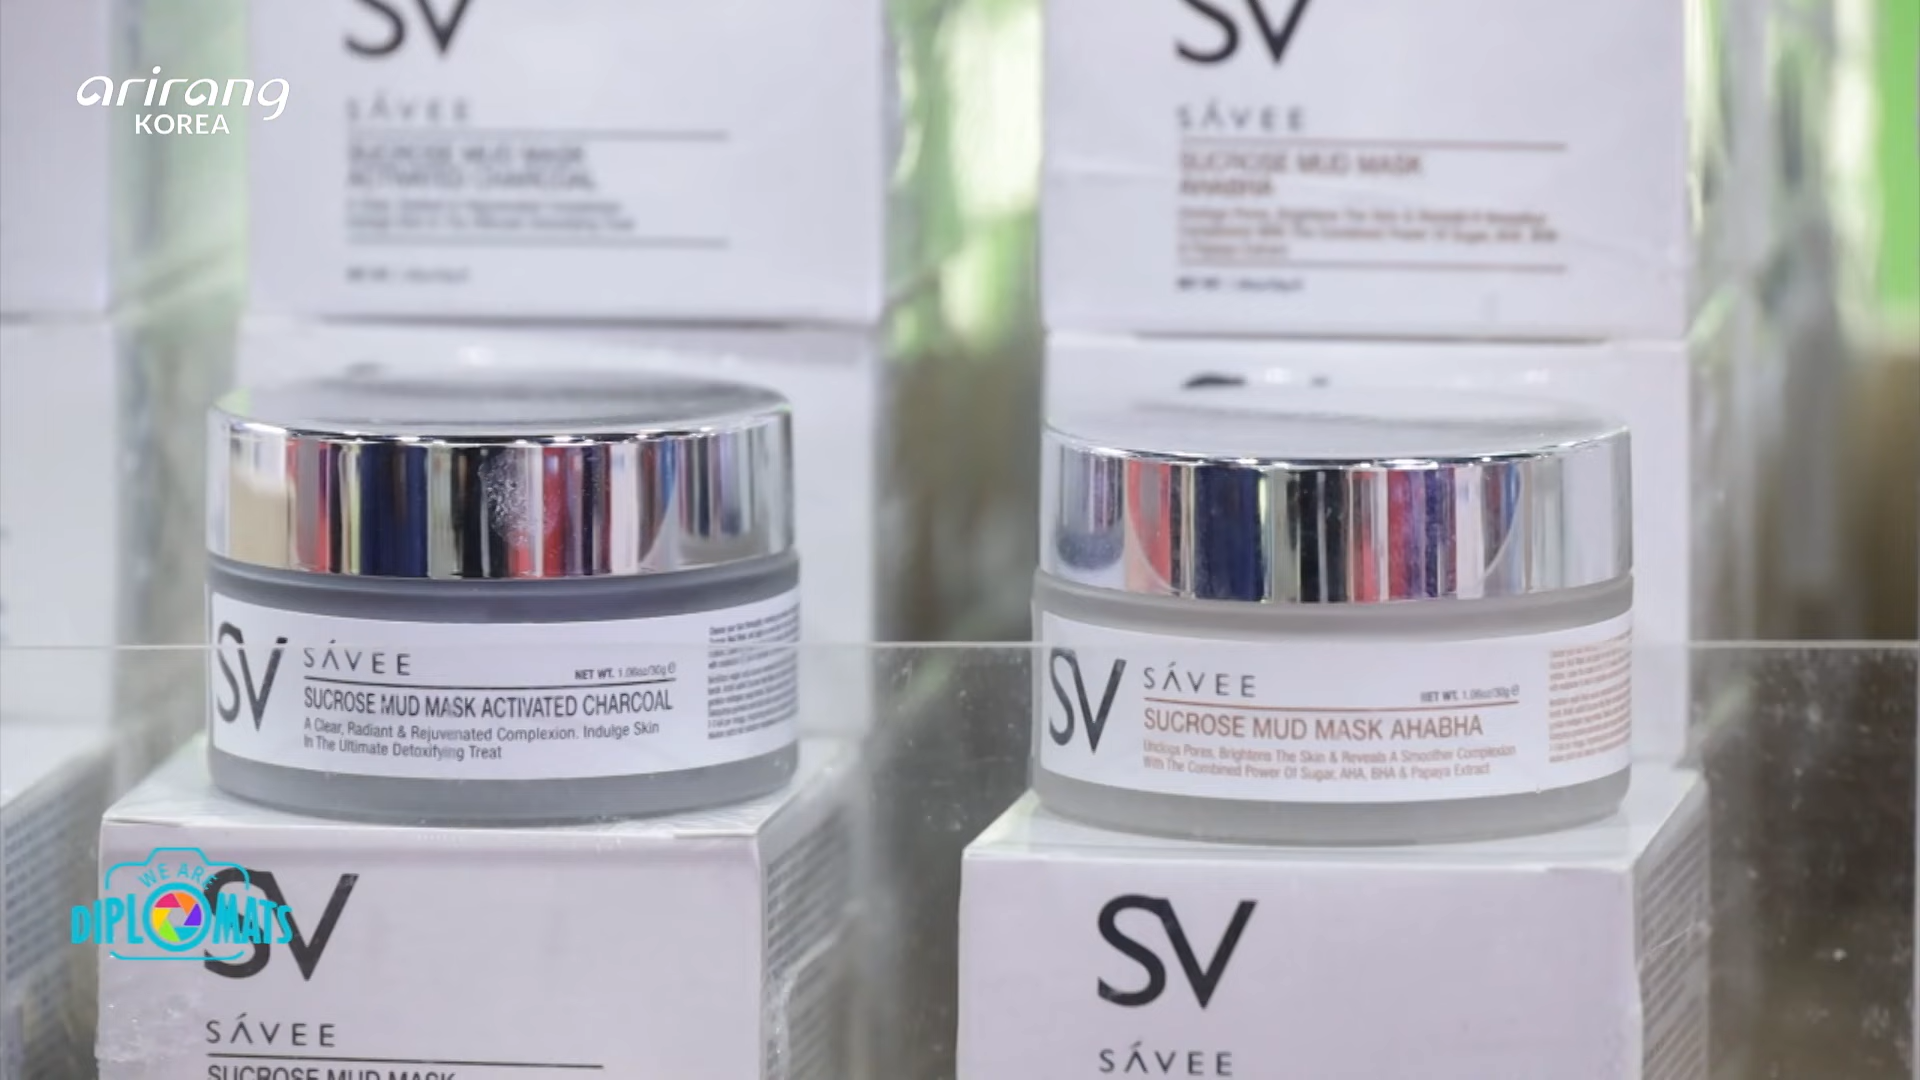 SV
SÁVEE
SUCROSE MUD MASK
ACTIVATED CHARCOAL
SV
SÁVEE
SUCROSE MUD MASK
AHABHA
arirang
KOREA
SV
SÁVEE
NET WT. 1.06oz/30g ℮
SUCROSE MUD MASK ACTIVATED CHARCOAL
A Clear, Radiant & Rejuvenated Complexion. Indulge Skin
In The Ultimate Detoxifying Treat
SV
SÁVEE
NET WT. 1.06oz/30g ℮
SUCROSE MUD MASK AHABHA
Unclogs Pores, Brightens The Skin & Reveals A Smoother Complexion
With The Combined Power Of Sugar, AHA, BHA & Papaya Extract
WE ARE
DIPLOMATS
SV
SÁVEE
SUCROSE MUD MASK
SV
SÁVEE